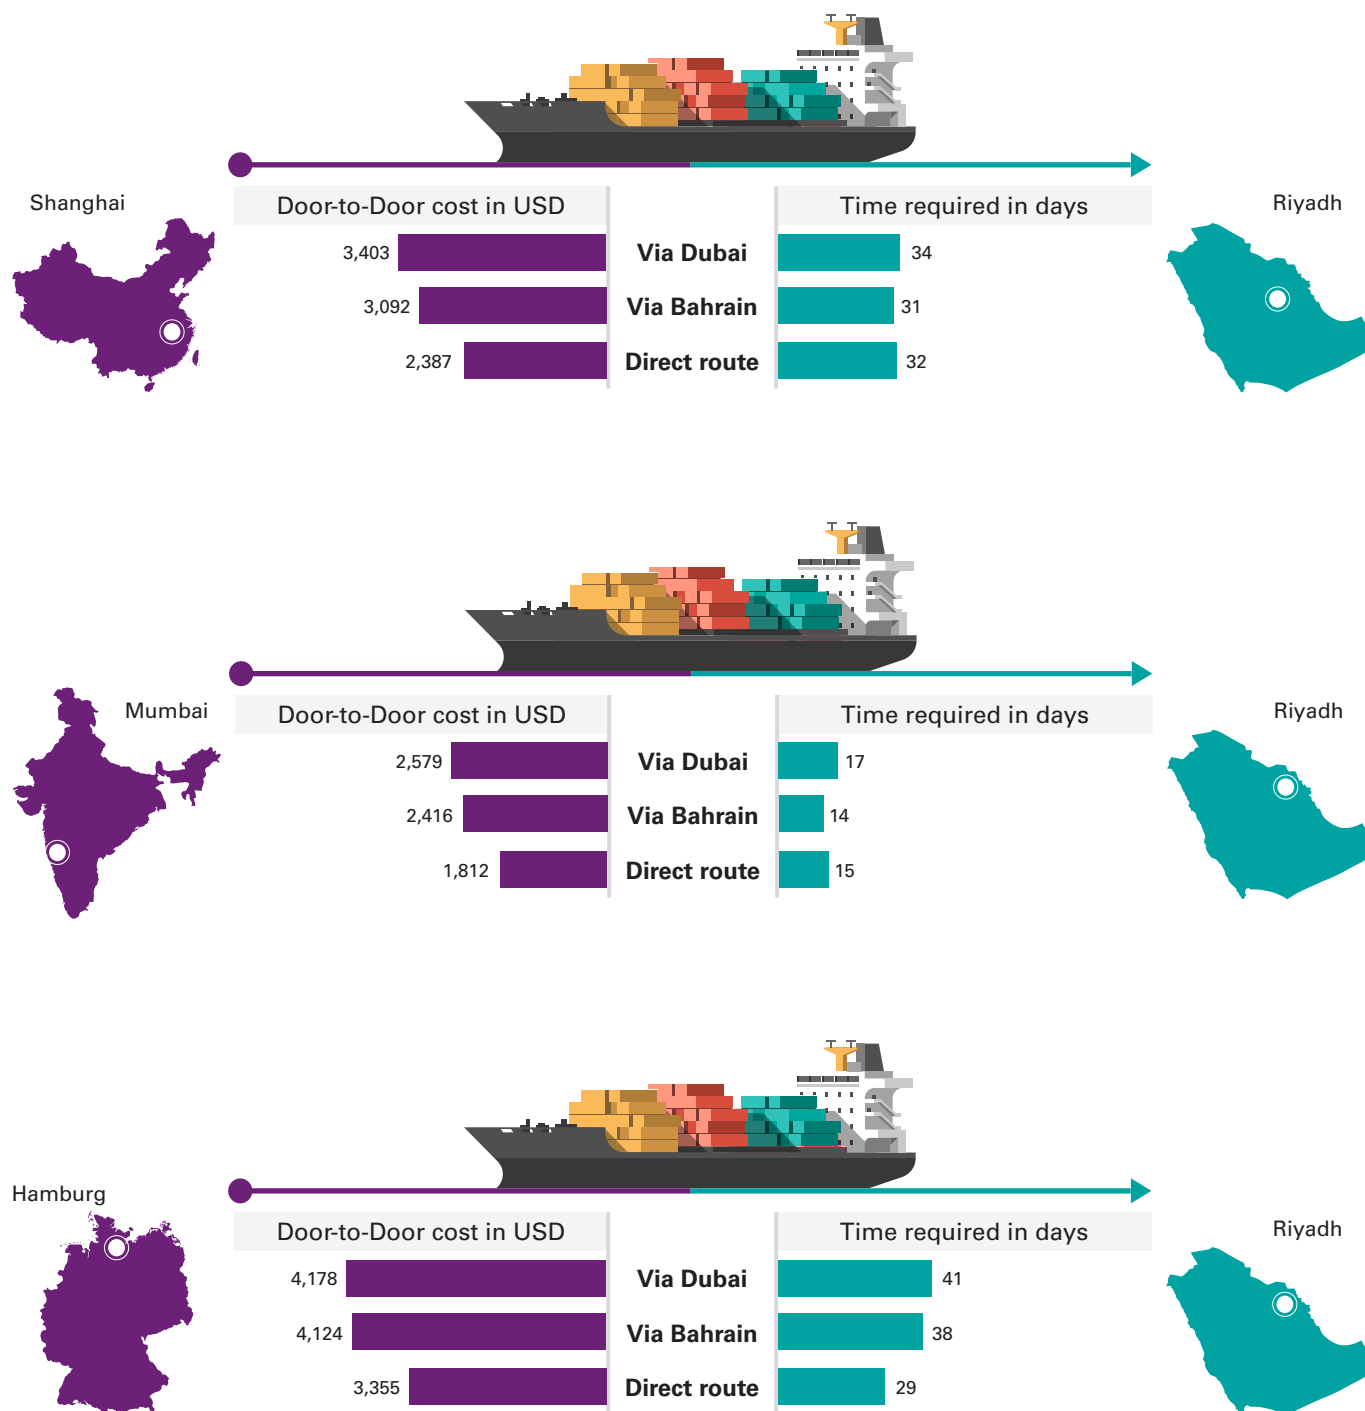 Shanghai
Door-to-Door cost in USD
Time required in days
Riyadh
3,403 Via Dubai 34
3,092 Via Bahrain 31
2,387 Direct route 32
Mumbai
Door-to-Door cost in USD
Time required in days
Riyadh
2,579 Via Dubai 17
2,416 Via Bahrain 14
1,812 Direct route 15
Hamburg
Door-to-Door cost in USD
Time required in days
Riyadh
4,178 Via Dubai 41
4,124 Via Bahrain 38
3,355 Direct route 29